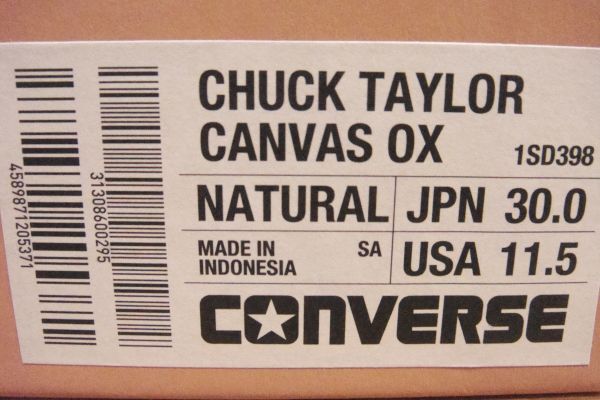 CHUCK TAYLOR
CANVAS OX 1SD398
NATURAL JPN 30.0
MADE IN INDONESIA SA USA 11.5
CONVERSE
4589871205371
31308600295